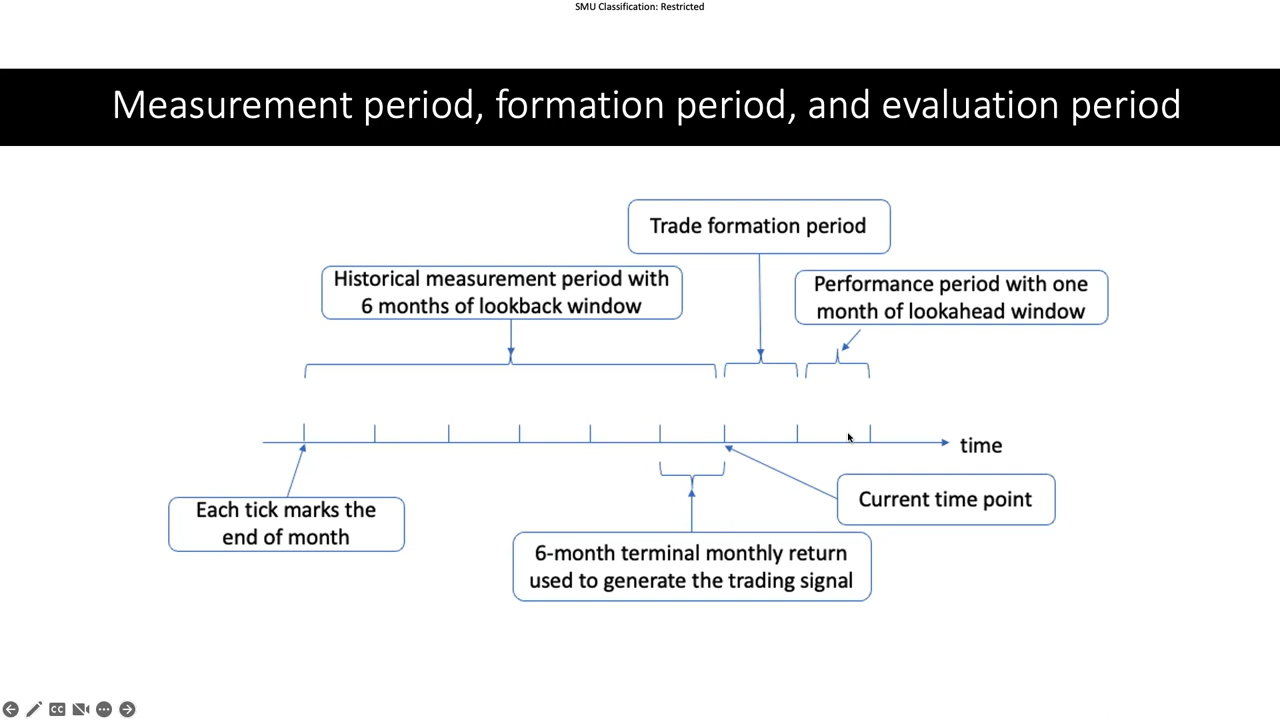 SMU Classification: Restricted
Measurement period, formation period, and evaluation period
Trade formation period
Historical measurement period with
6 months of lookback window
Performance period with one
month of lookahead window
time
Each tick marks the
end of month
Current time point
6-month terminal monthly return
used to generate the trading signal
CC